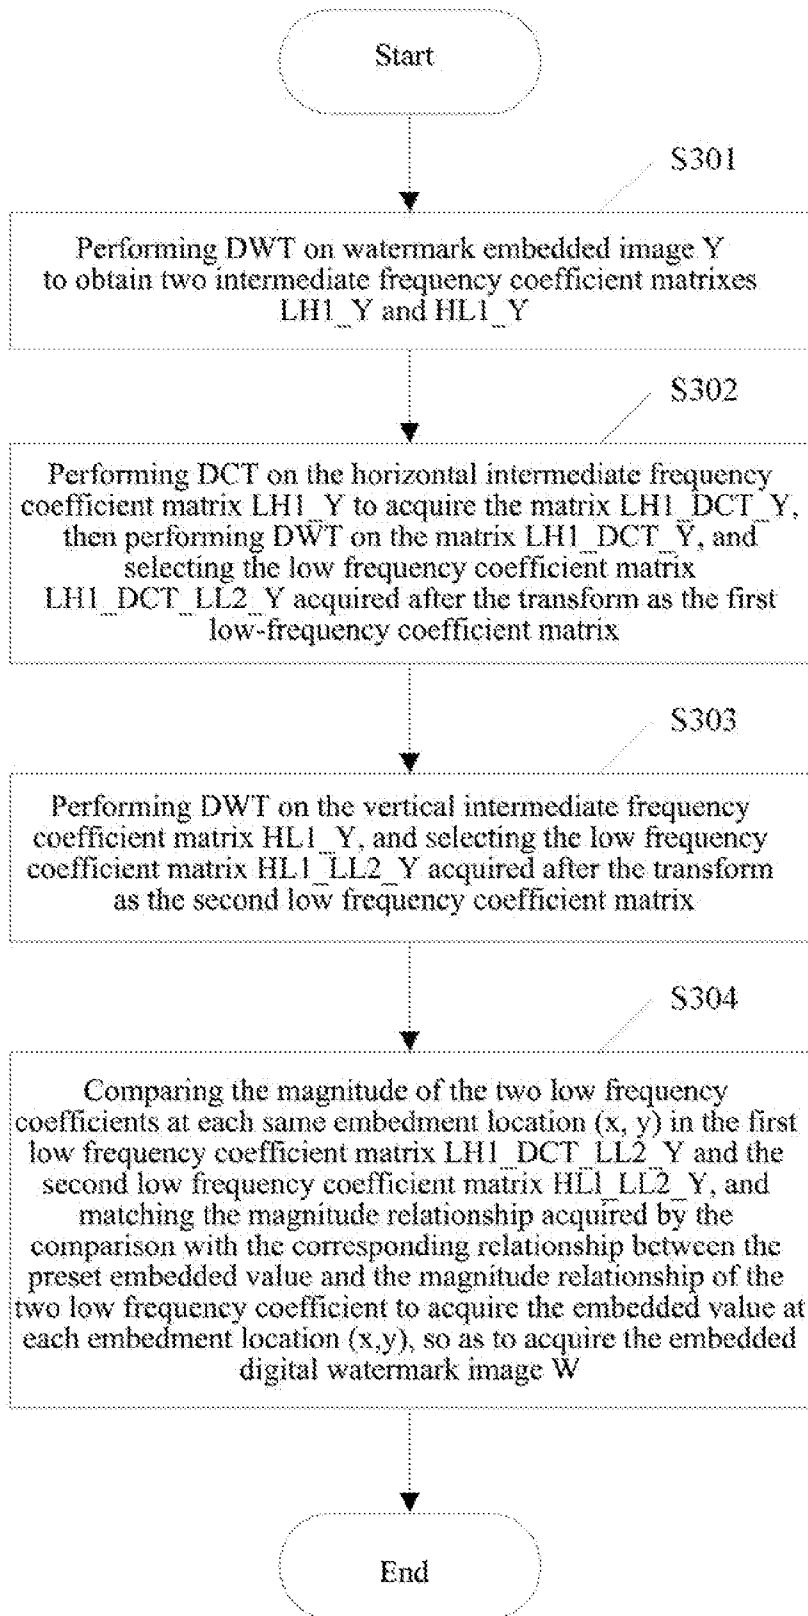 Start
S301
Performing DWT on watermark embedded image Y
to obtain two intermediate frequency coefficient matrixes
LH1_Y and HL1_Y
S302
Performing DCT on the horizontal intermediate frequency
coefficient matrix LH1_Y to acquire the matrix LH1_DCT_Y,
then performing DWT on the matrix LH1_DCT_Y, and
selecting the low frequency coefficient matrix
LH1_DCT_LL2_Y acquired after the transform as the first
low-frequency coefficient matrix
S303
Performing DWT on the vertical intermediate frequency
coefficient matrix HL1_Y, and selecting the low frequency
coefficient matrix HL1_LL2_Y acquired after the transform
as the second low frequency coefficient matrix
S304
Comparing the magnitude of the two low frequency
coefficients at each same embedment location (x, y) in the first
low frequency coefficient matrix LH1_DCT_LL2_Y and the
second low frequency coefficient matrix HL1_LL2_Y, and
matching the magnitude relationship acquired by the
comparison with the corresponding relationship between the
preset embedded value and the magnitude relationship of the
two low frequency coefficient to acquire the embedded value at
each embedment location (x,y), so as to acquire the embedded
digital watermark image W
End